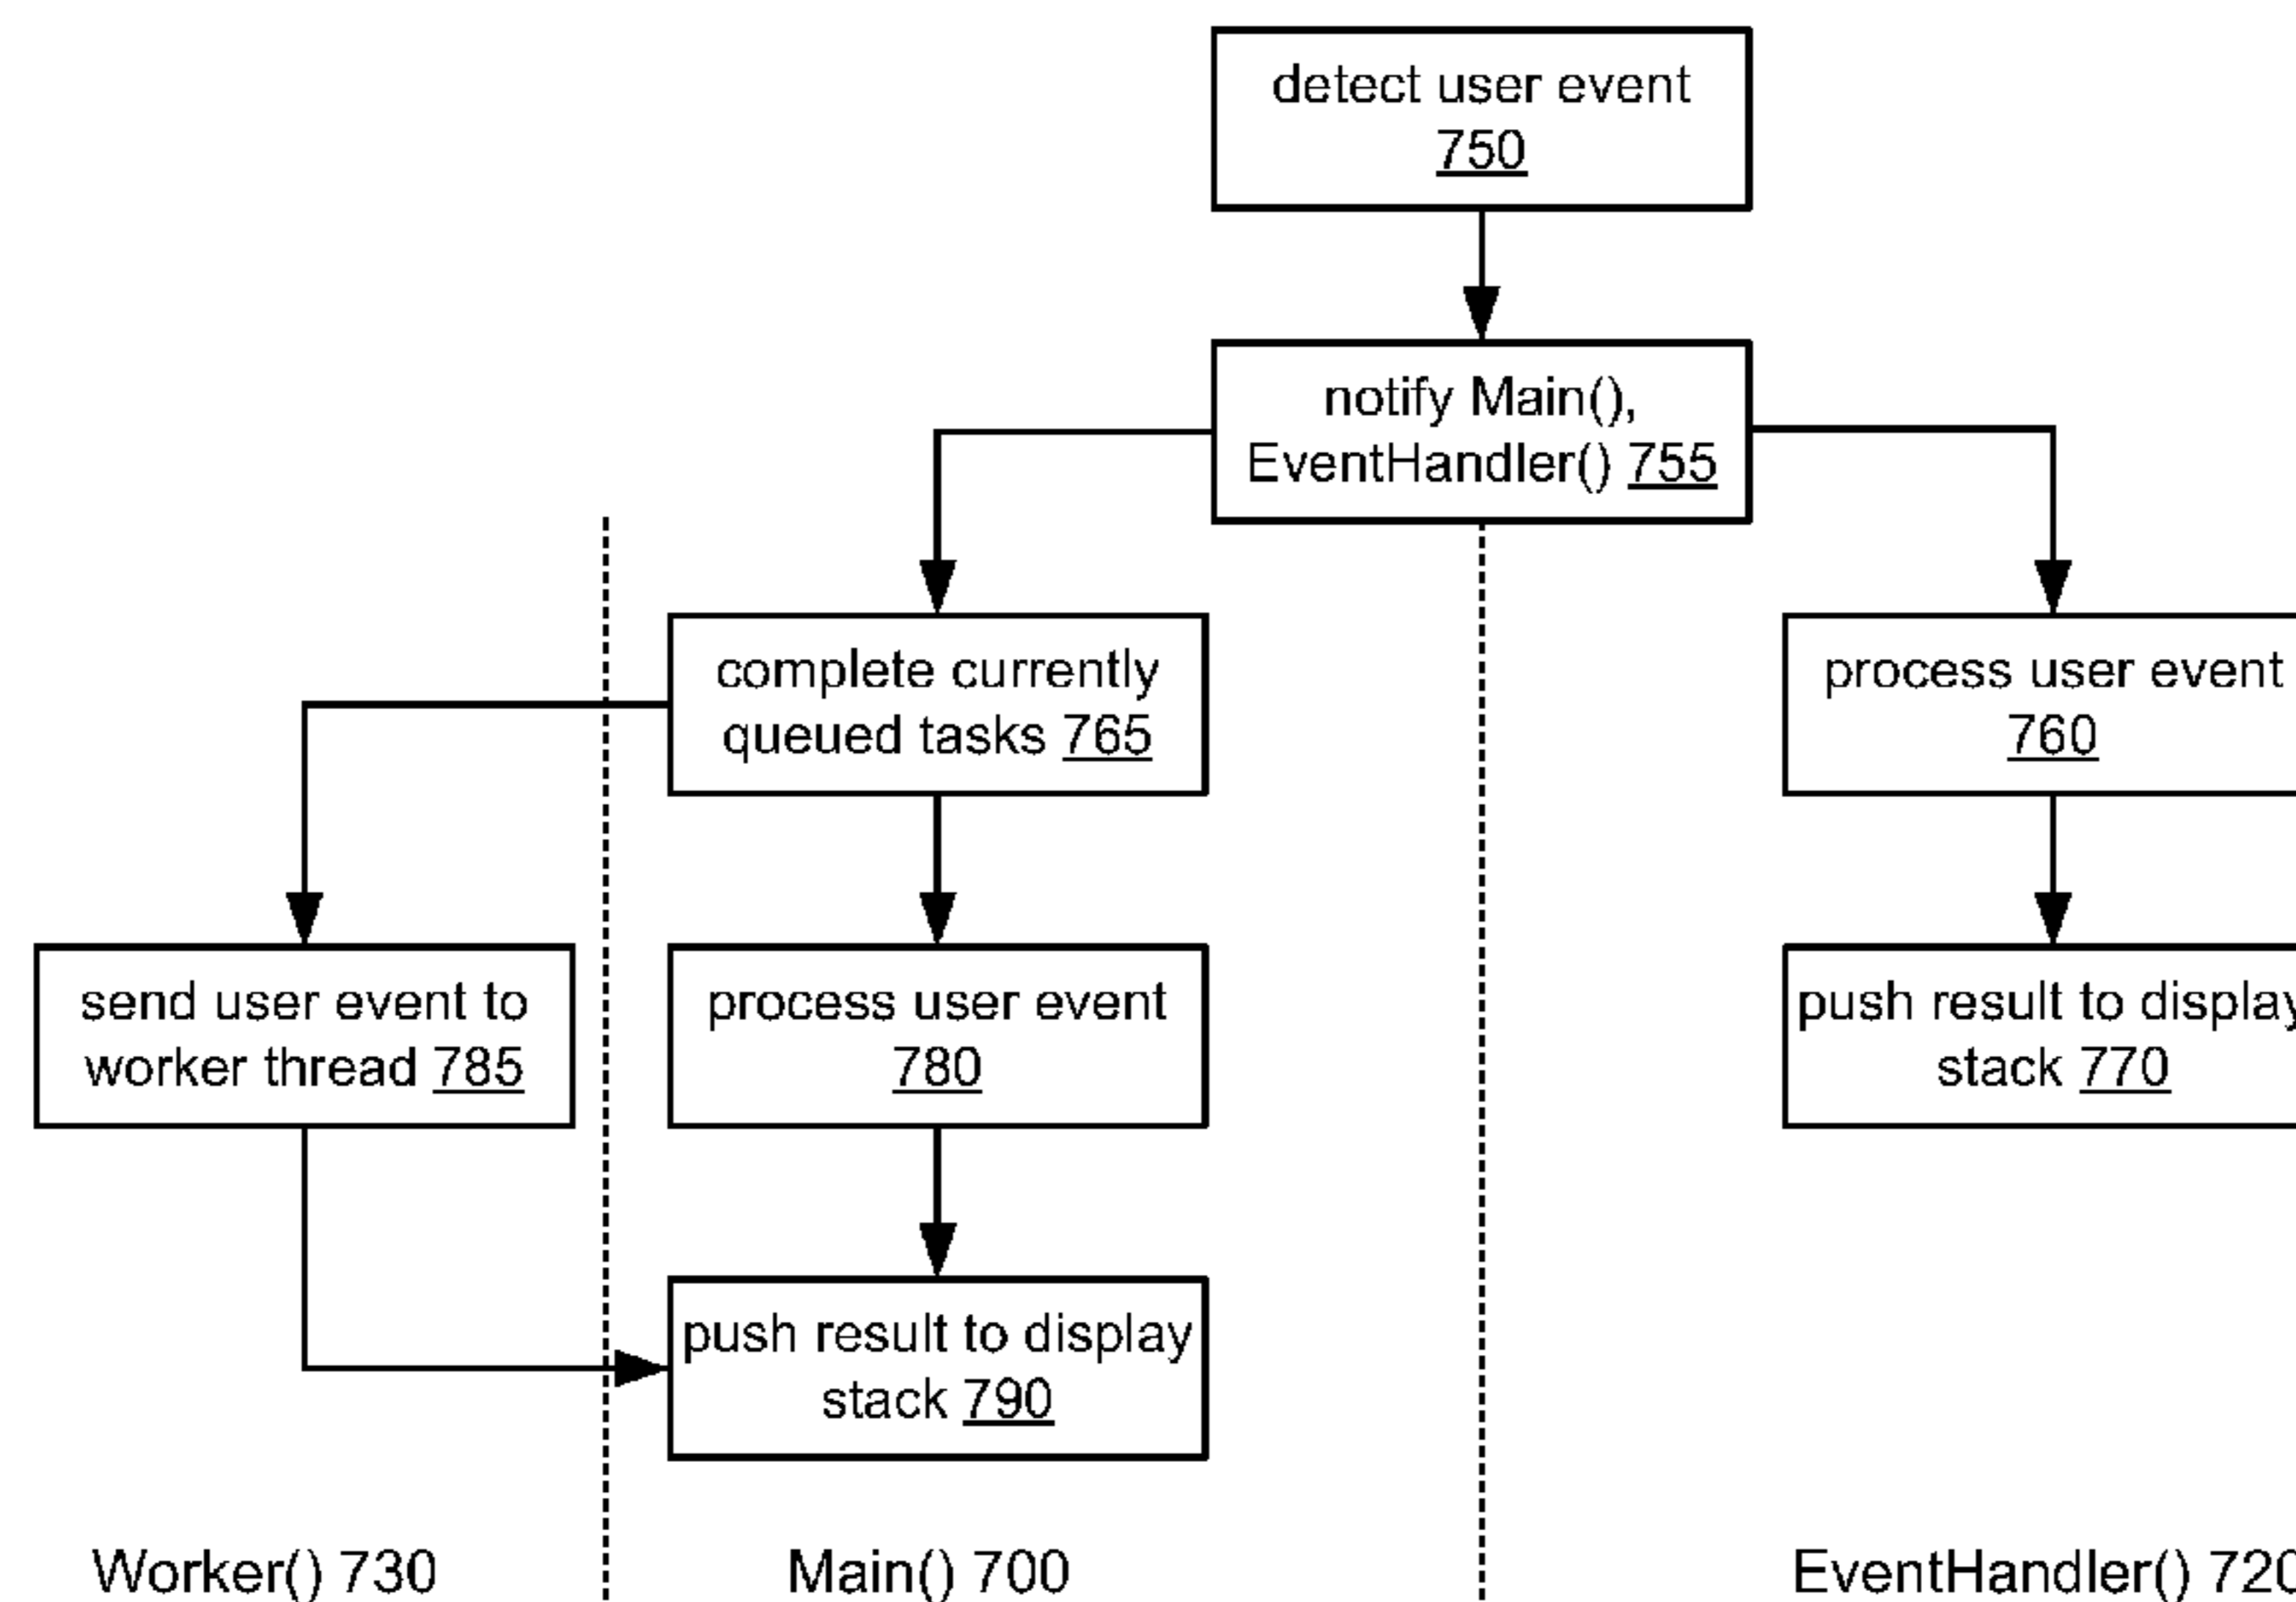 detect user event
750
notify Main(),
EventHandler() 755
complete currently
queued tasks 765
process user event
760
send user event to
worker thread 785
process user event
780
push result to display
stack 770
push result to display
stack 790
Worker() 730
Main() 700
EventHandler() 720